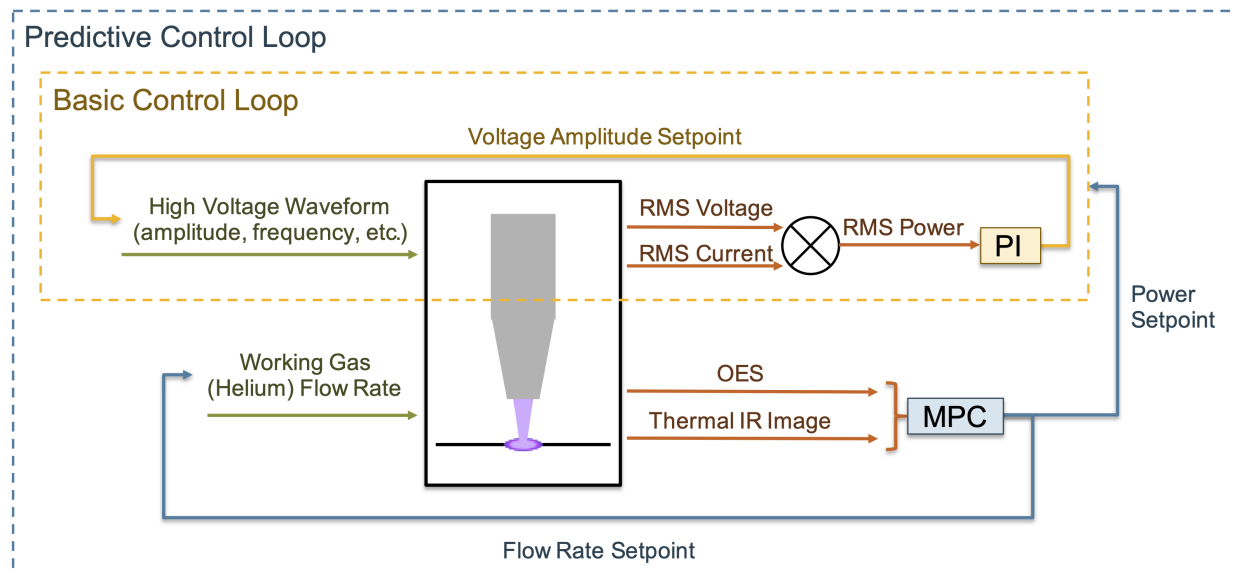 Predictive Control Loop
Basic Control Loop
Voltage Amplitude Setpoint
High Voltage Waveform
(amplitude, frequency, etc.)
RMS Voltage
RMS Current
RMS Power
PI
Power
Setpoint
Working Gas
(Helium) Flow Rate
OES
Thermal IR Image
MPC
Flow Rate Setpoint